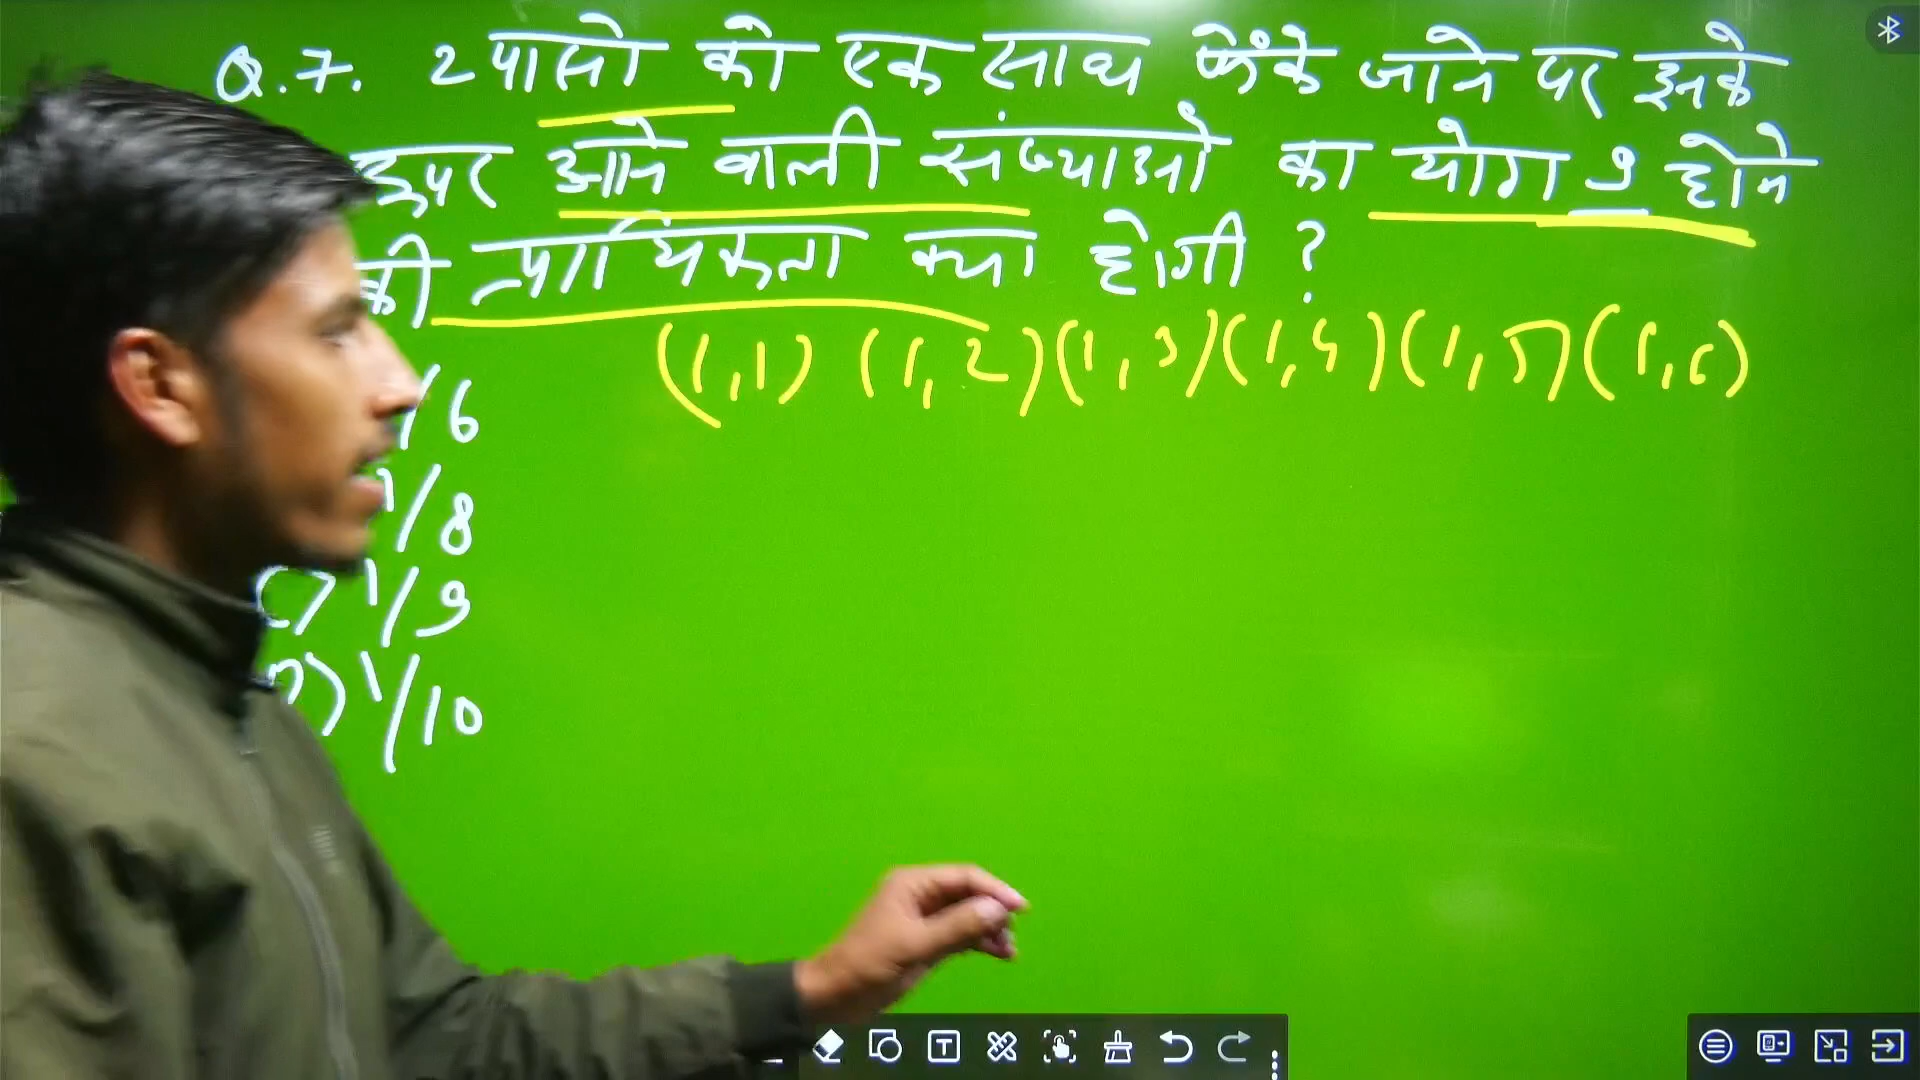 Q.7. 2 पासो को एक साथ फेंके जाने पर इनके
ऊपर आने वाली संख्याओ का योग 9 होने
की प्रायिकता क्या होगी ?
(1,1) (1,2) (1,3) (1,4) (1,5) (1,6)
/6
1/8
C) 1/9
D) 1/10